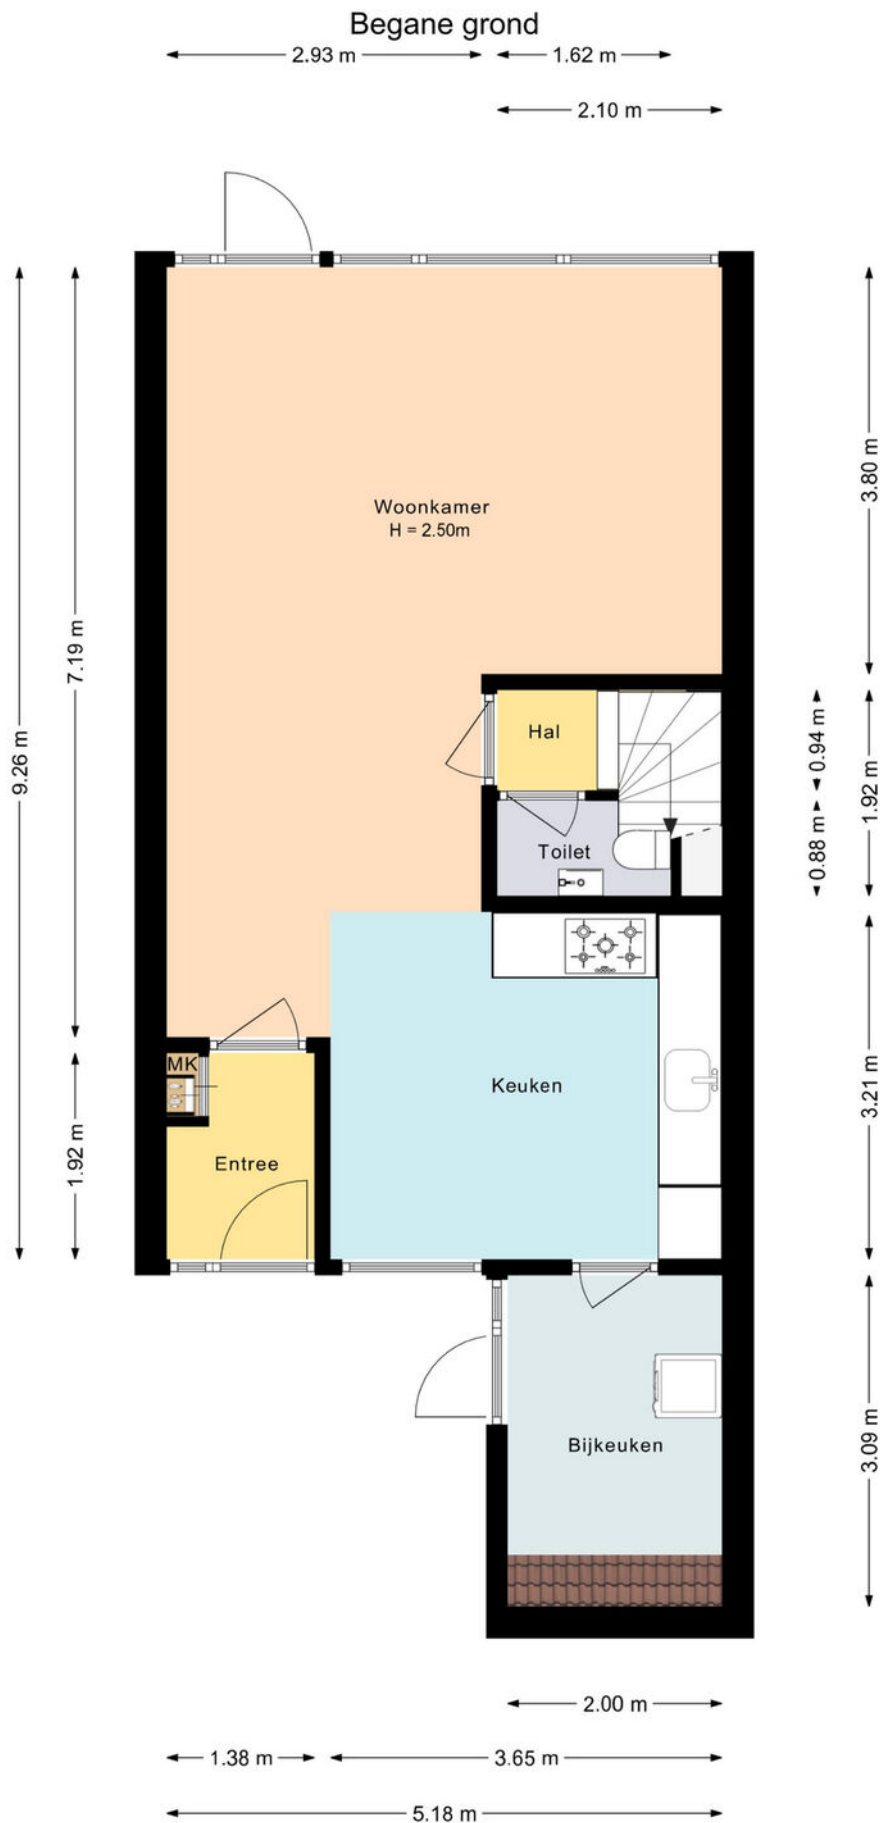 Begane grond
2.93 m
1.62 m
2.10 m
Woonkamer
H = 2.50m
3.80 m
7.19 m
9.26 m
Hal
0.94 m
1.92 m
Toilet
0.88 m
MK
Keuken
3.21 m
Entree
1.92 m
Bijkeuken
3.09 m
2.00 m
1.38 m
3.65 m
5.18 m